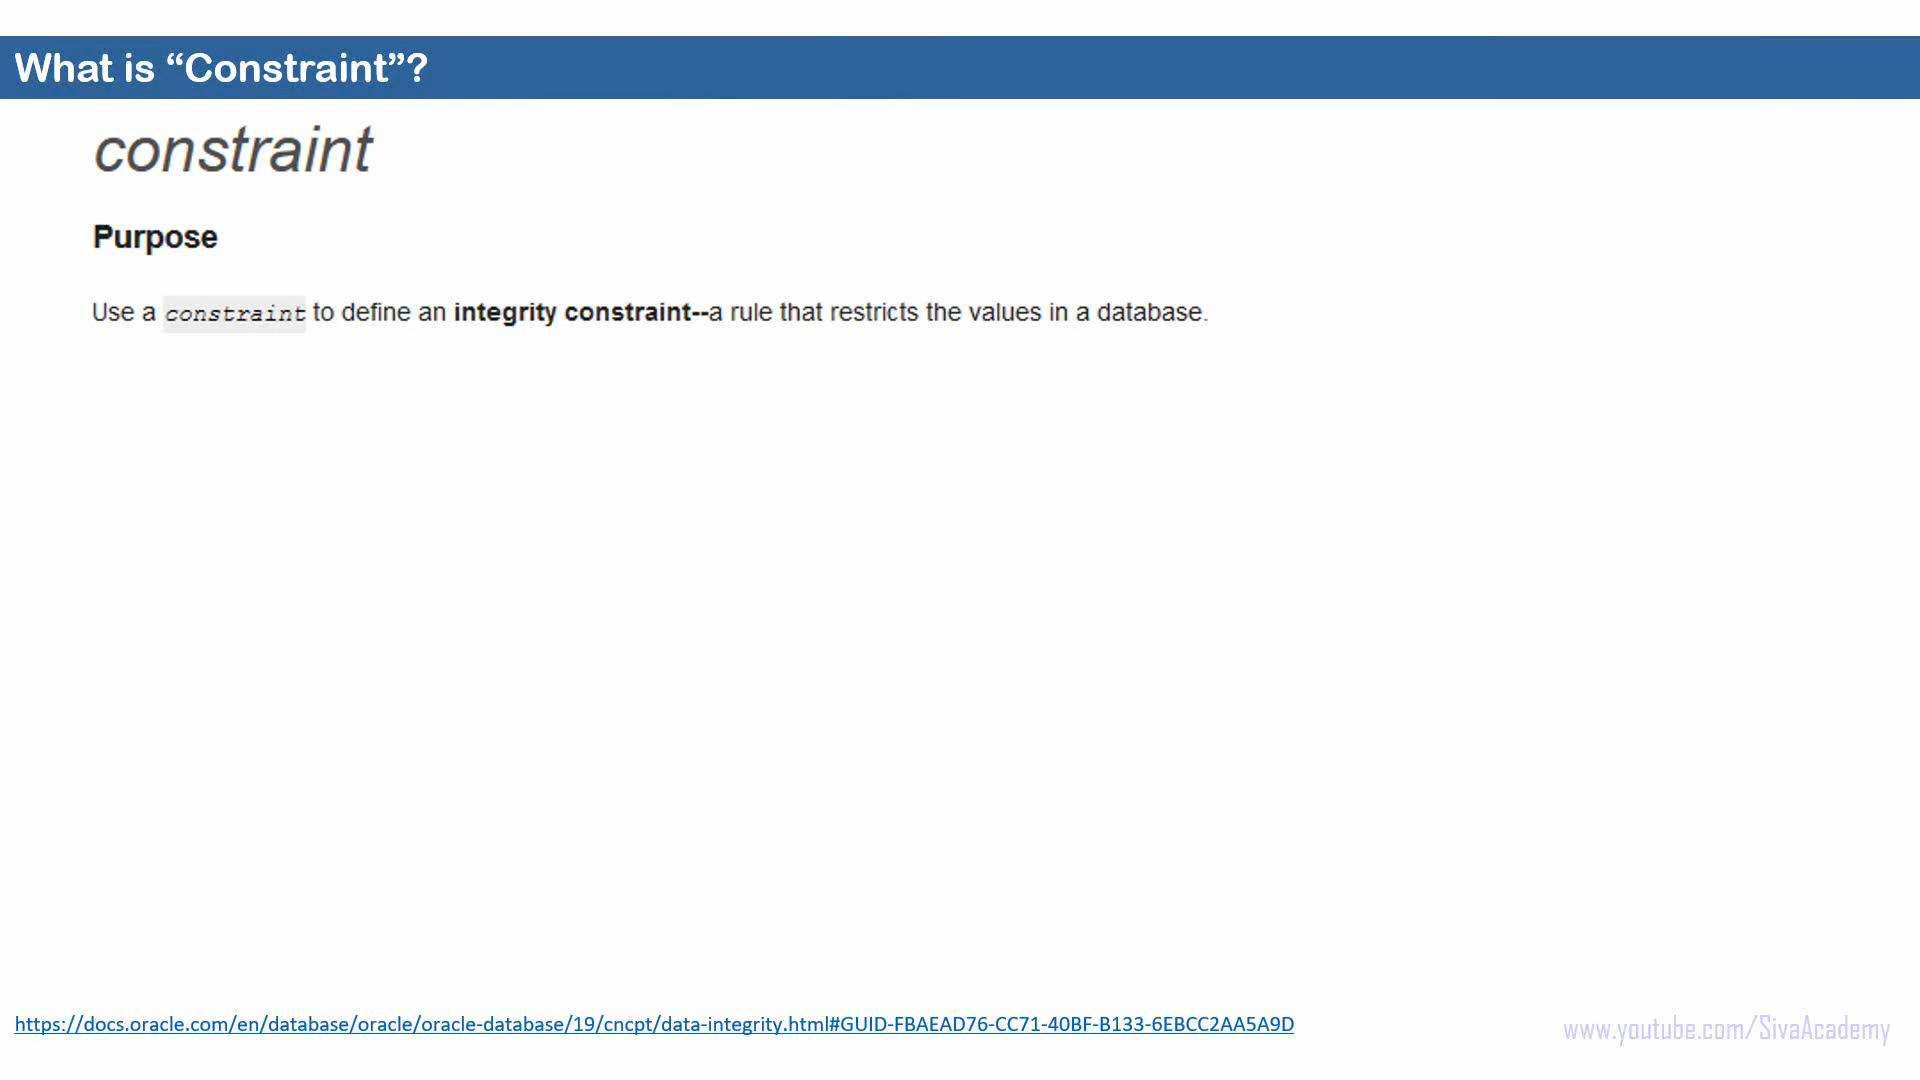 What is “Constraint”?
constraint
Purpose
Use a constraint to define an integrity constraint--a rule that restricts the values in a database.
https://docs.oracle.com/en/database/oracle/oracle-database/19/cncpt/data-integrity.html#GUID-FBAEAD76-CC71-40BF-B133-6EBCC2AA5A9D
www.youtube.com/SivaAcademy